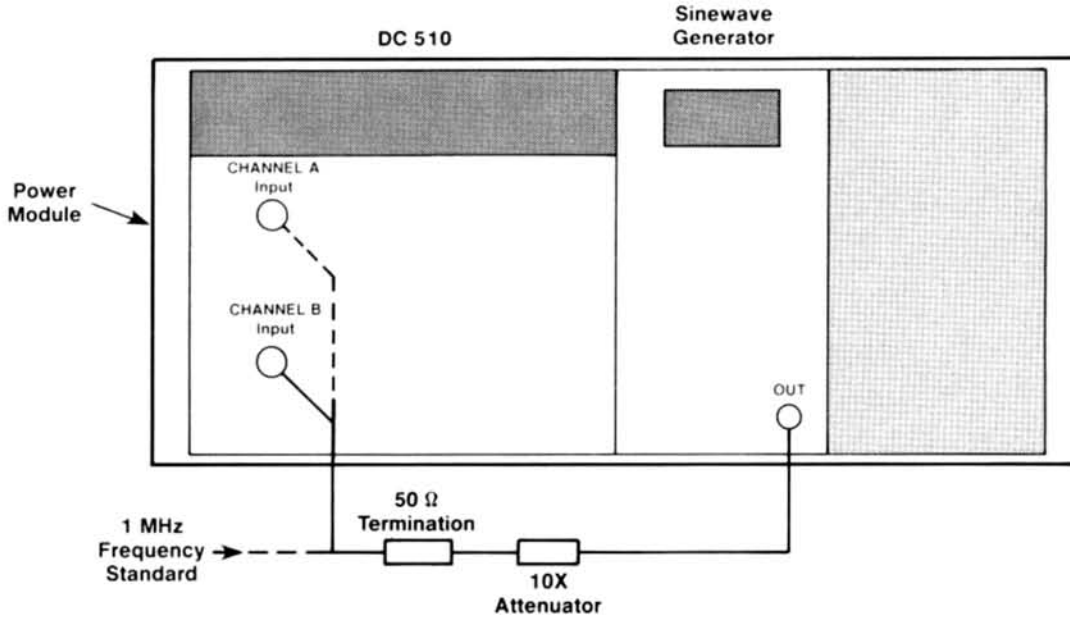 DC 510
Sinewave
Generator
CHANNEL A
Input
Power
Module
CHANNEL B
Input
OUT
50 Ω
Termination
1 MHz
Frequency
Standard
10X
Attenuator